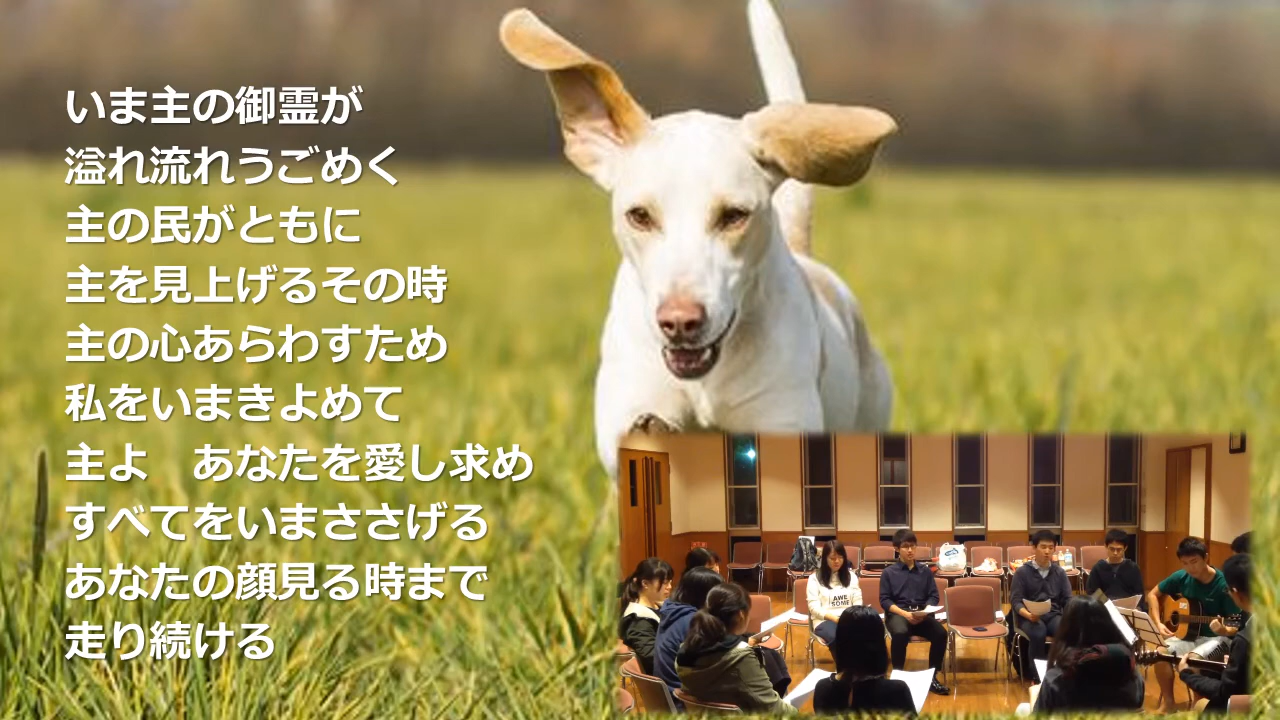 いま主の御霊が
溢れ流れうごめく
主の民がともに
主を見上げるその時
主の心あらわすため
私をいまきよめて
主よ　あなたを愛し求め
すべてをいまささげる
あなたの顔見る時まで
走り続ける
AWE
SOME